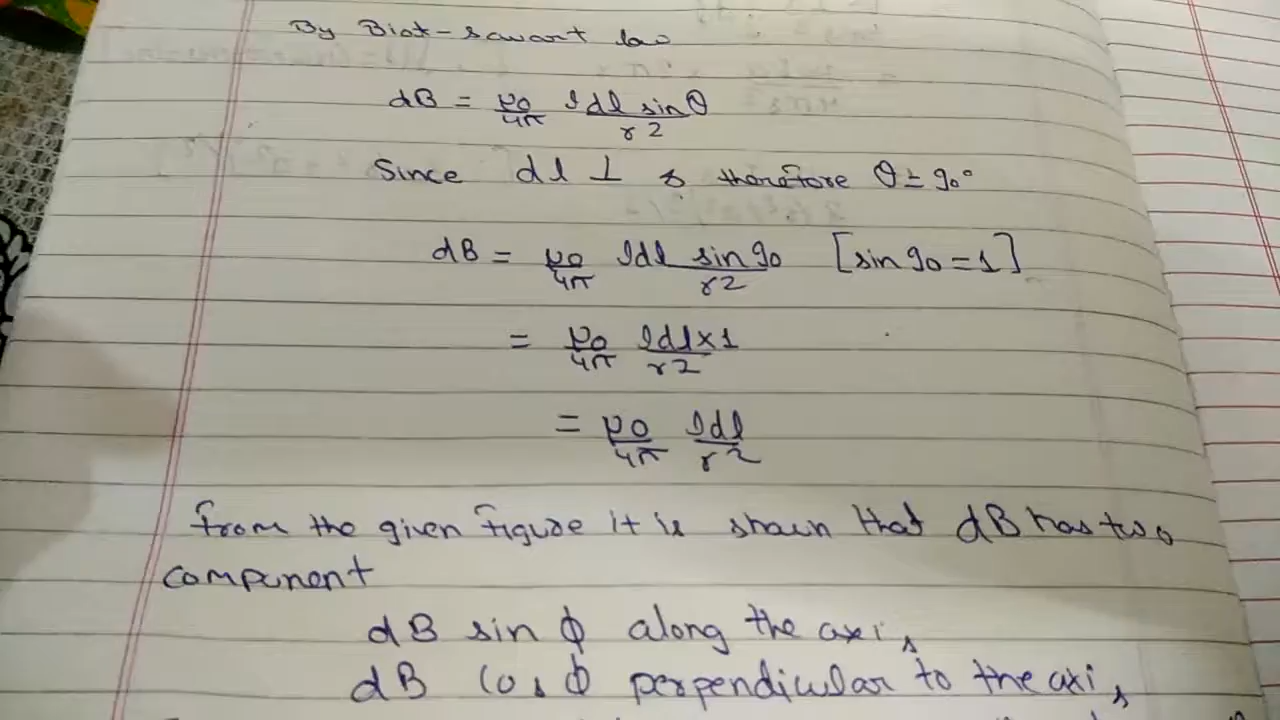 By Biot-savart law
dB = μ0/4π Idl sinθ/r2
Since dl ⊥ r therefore θ = 90°
dB = μ0/4π Idl sin90/r2 [sin90=1]
= μ0/4π Idl×1/r2
= μ0/4π Idl/r2
from the given figure it is shown that dB has two
component
dB sin ϕ along the axis
dB cos ϕ perpendicular to the axis